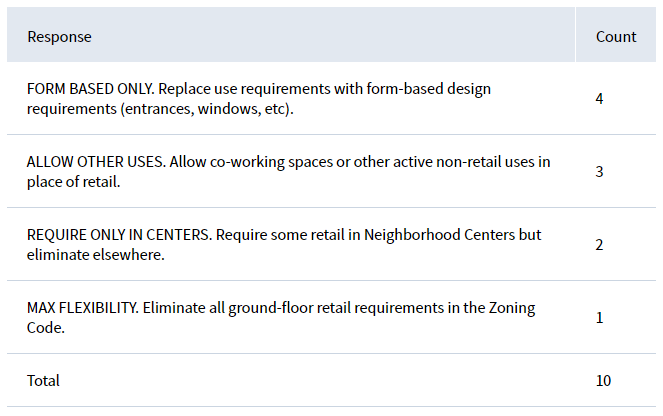 Response Count
FORM BASED ONLY. Replace use requirements with form-based design
requirements (entrances, windows, etc).
4
ALLOW OTHER USES. Allow co-working spaces or other active non-retail uses in
place of retail.
3
REQUIRE ONLY IN CENTERS. Require some retail in Neighborhood Centers but
eliminate elsewhere.
2
MAX FLEXIBILITY. Eliminate all ground-floor retail requirements in the Zoning
Code.
1
Total 10